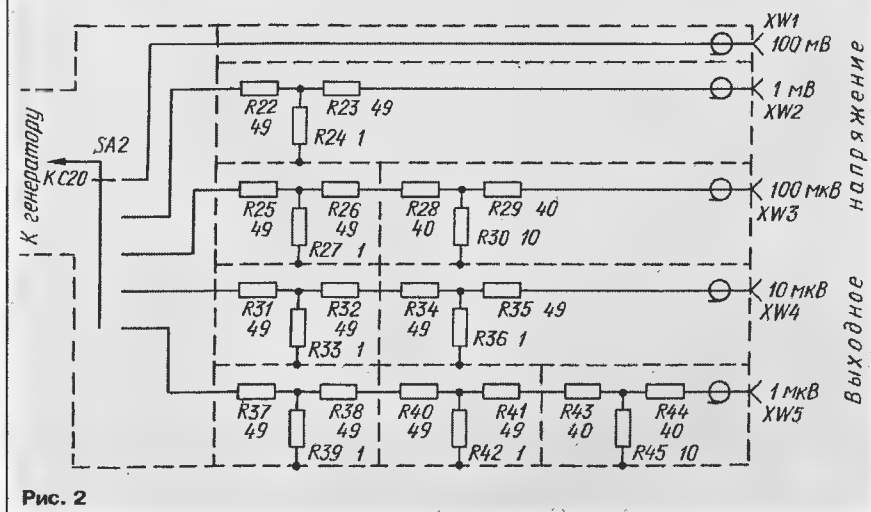 XW1
100 мВ
R22
49
R23 49
R24 1
1 мВ
XW2
К генератору
SA2
К С20
R25
49
R26
49
R27 1
R28
40
R29 40
R30 10
100 мкВ
XW3
R31
49
R32
49
R33 1
R34
49
R35 49
R36 1
10 мкВ
XW4
R37
49
R38
49
R39 1
R40
49
R41
49
R42 1
R43
40
R44
40
R45 10
1 мкВ
XW5
Выходное напряжение
Рис. 2